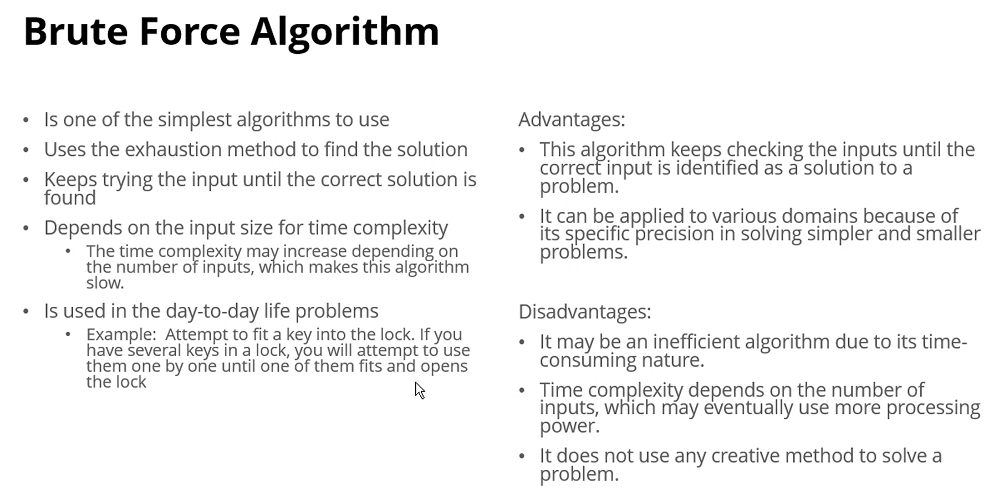 Brute Force Algorithm
• Is one of the simplest algorithms to use
• Uses the exhaustion method to find the solution
• Keeps trying the input until the correct solution is
found
• Depends on the input size for time complexity
• The time complexity may increase depending on
the number of inputs, which makes this algorithm
slow.
• Is used in the day-to-day life problems
• Example:  Attempt to fit a key into the lock. If you
have several keys in a lock, you will attempt to use
them one by one until one of them fits and opens
the lock
Advantages:
• This algorithm keeps checking the inputs until the
correct input is identified as a solution to a
problem.
• It can be applied to various domains because of
its specific precision in solving simpler and smaller
problems.
Disadvantages:
• It may be an inefficient algorithm due to its time-
consuming nature.
• Time complexity depends on the number of
inputs, which may eventually use more processing
power.
• It does not use any creative method to solve a
problem.